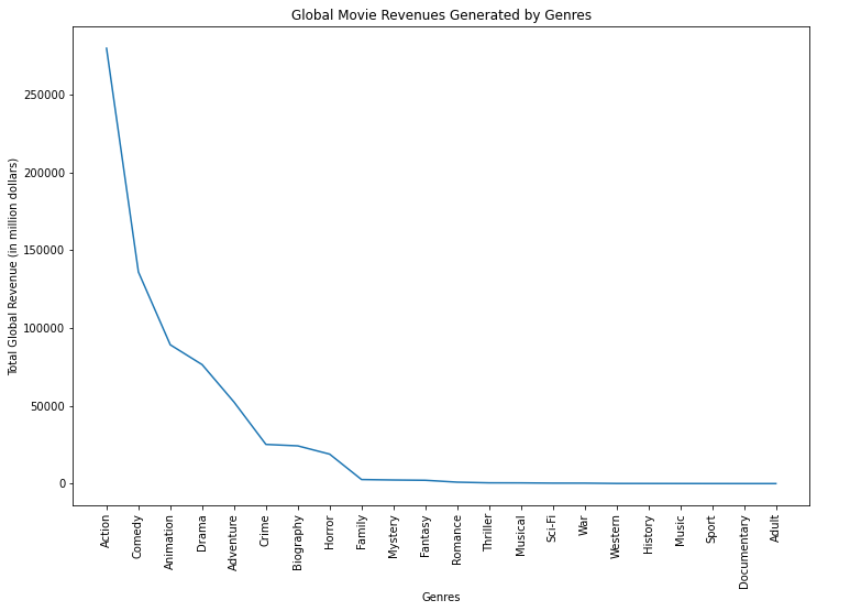 Global Movie Revenues Generated by Genres
Total Global Revenue (in million dollars)
250000
200000
150000
100000
50000
0
Action
Comedy
Animation
Drama
Adventure
Crime
Biography
Horror
Family
Mystery
Fantasy
Romance
Thriller
Musical
Sci-Fi
War
Western
History
Music
Sport
Documentary
Adult
Genres